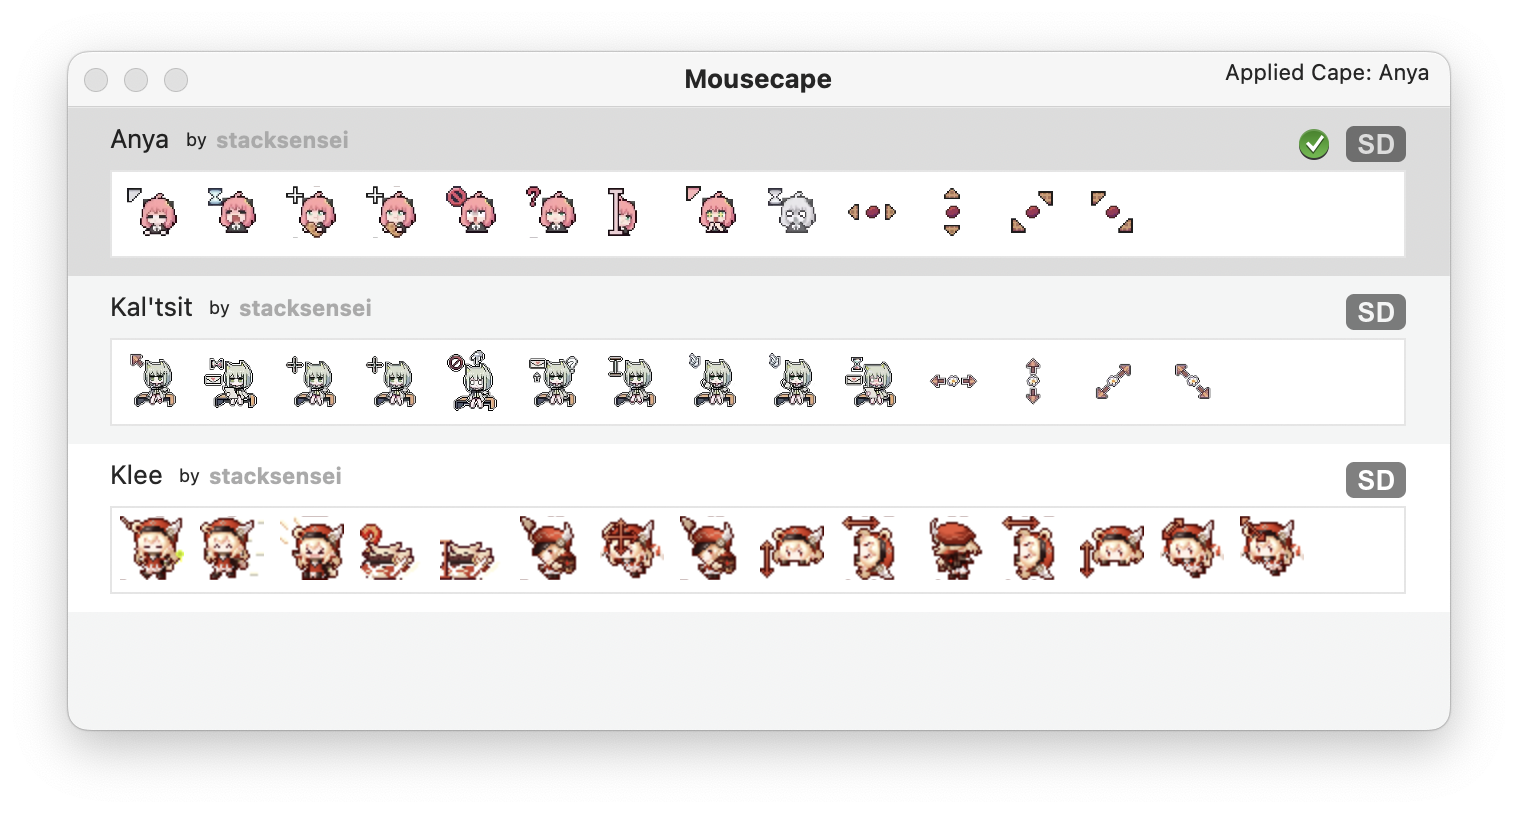 Mousecape
Applied Cape: Anya
Anya by stacksensei
SD
Kal'tsit by stacksensei
SD
Klee by stacksensei
SD